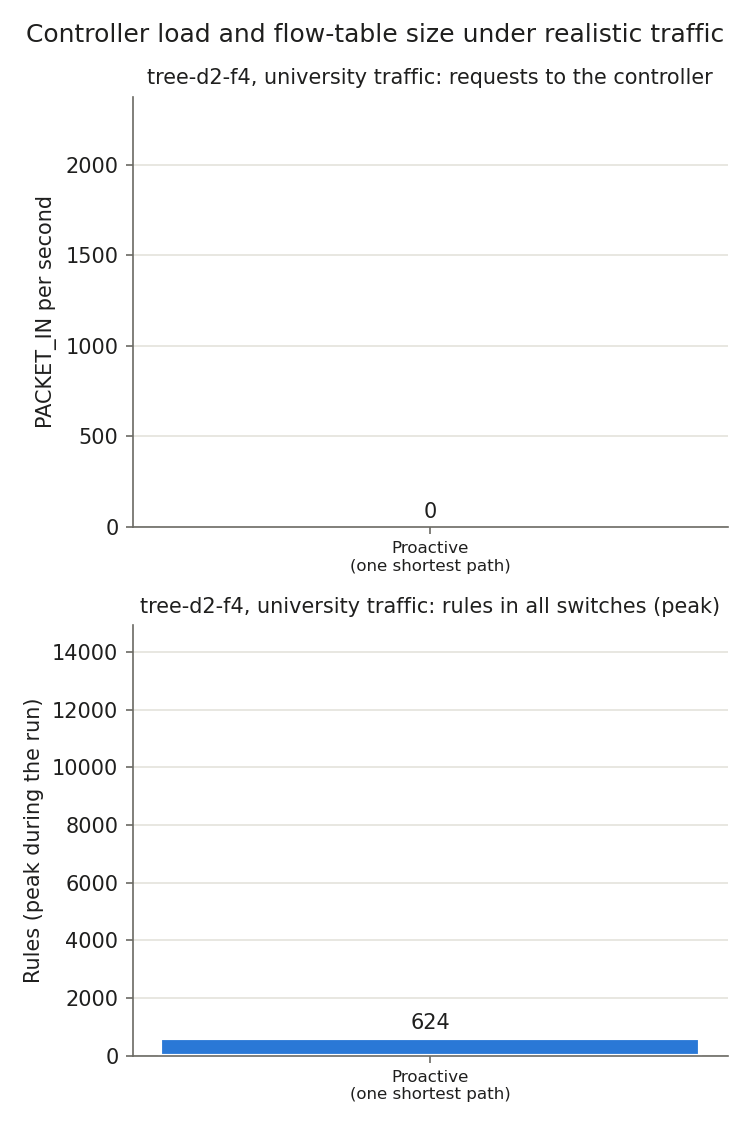 Controller load and flow-table size under realistic traffic
tree-d2-f4, university traffic: requests to the controller
PACKET_IN per second
2000
1500
1000
500
0
0
Proactive
(one shortest path)
tree-d2-f4, university traffic: rules in all switches (peak)
Rules (peak during the run)
14000
12000
10000
8000
6000
4000
2000
0
624
Proactive
(one shortest path)